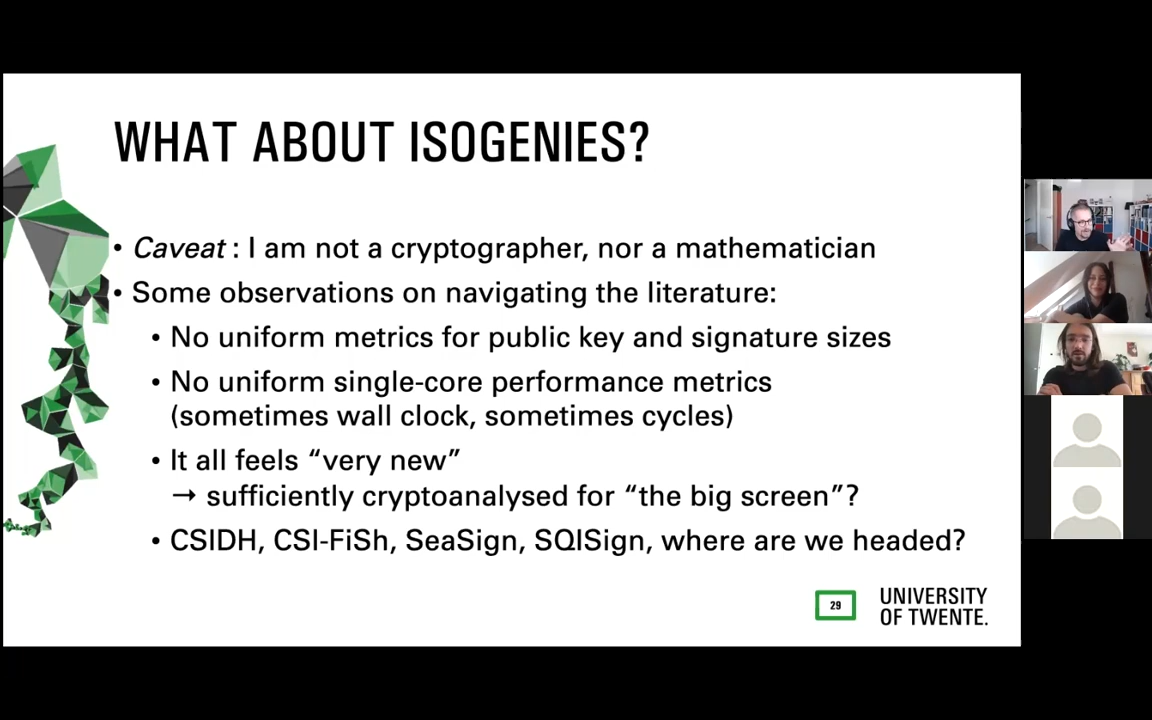 WHAT ABOUT ISOGENIES?
• Caveat : I am not a cryptographer, nor a mathematician
• Some observations on navigating the literature:
• No uniform metrics for public key and signature sizes
• No uniform single-core performance metrics
(sometimes wall clock, sometimes cycles)
• It all feels “very new”
→ sufficiently cryptoanalysed for “the big screen”?
• CSIDH, CSI-FiSh, SeaSign, SQISign, where are we headed?
29
UNIVERSITY
OF TWENTE.